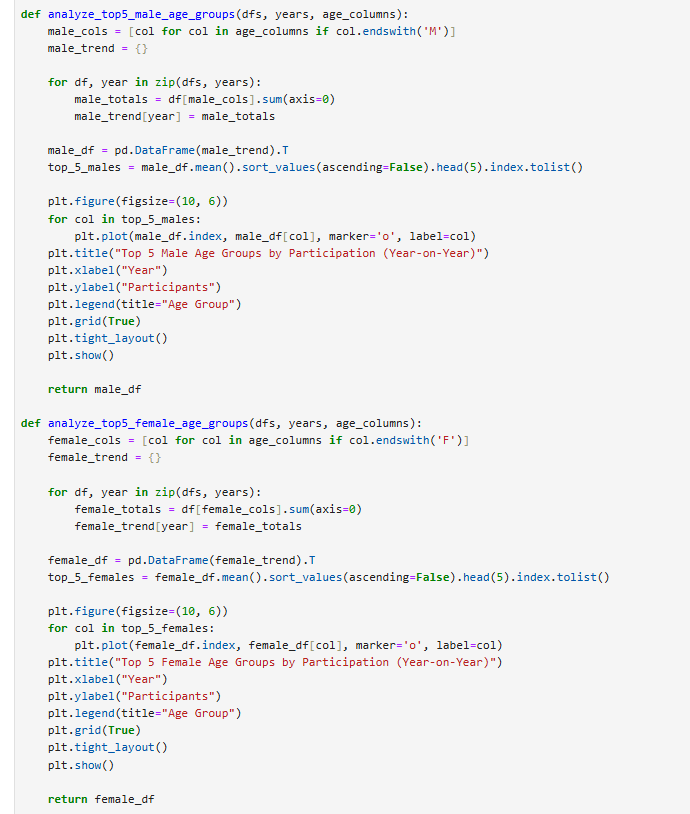 def analyze_top5_male_age_groups(dfs, years, age_columns):
    male_cols = [col for col in age_columns if col.endswith('M')]
    male_trend = {}

    for df, year in zip(dfs, years):
        male_totals = df[male_cols].sum(axis=0)
        male_trend[year] = male_totals

    male_df = pd.DataFrame(male_trend).T
    top_5_males = male_df.mean().sort_values(ascending=False).head(5).index.tolist()

    plt.figure(figsize=(10, 6))
    for col in top_5_males:
        plt.plot(male_df.index, male_df[col], marker='o', label=col)
    plt.title("Top 5 Male Age Groups by Participation (Year-on-Year)")
    plt.xlabel("Year")
    plt.ylabel("Participants")
    plt.legend(title="Age Group")
    plt.grid(True)
    plt.tight_layout()
    plt.show()

    return male_df

def analyze_top5_female_age_groups(dfs, years, age_columns):
    female_cols = [col for col in age_columns if col.endswith('F')]
    female_trend = {}

    for df, year in zip(dfs, years):
        female_totals = df[female_cols].sum(axis=0)
        female_trend[year] = female_totals

    female_df = pd.DataFrame(female_trend).T
    top_5_females = female_df.mean().sort_values(ascending=False).head(5).index.tolist()

    plt.figure(figsize=(10, 6))
    for col in top_5_females:
        plt.plot(female_df.index, female_df[col], marker='o', label=col)
    plt.title("Top 5 Female Age Groups by Participation (Year-on-Year)")
    plt.xlabel("Year")
    plt.ylabel("Participants")
    plt.legend(title="Age Group")
    plt.grid(True)
    plt.tight_layout()
    plt.show()

    return female_df